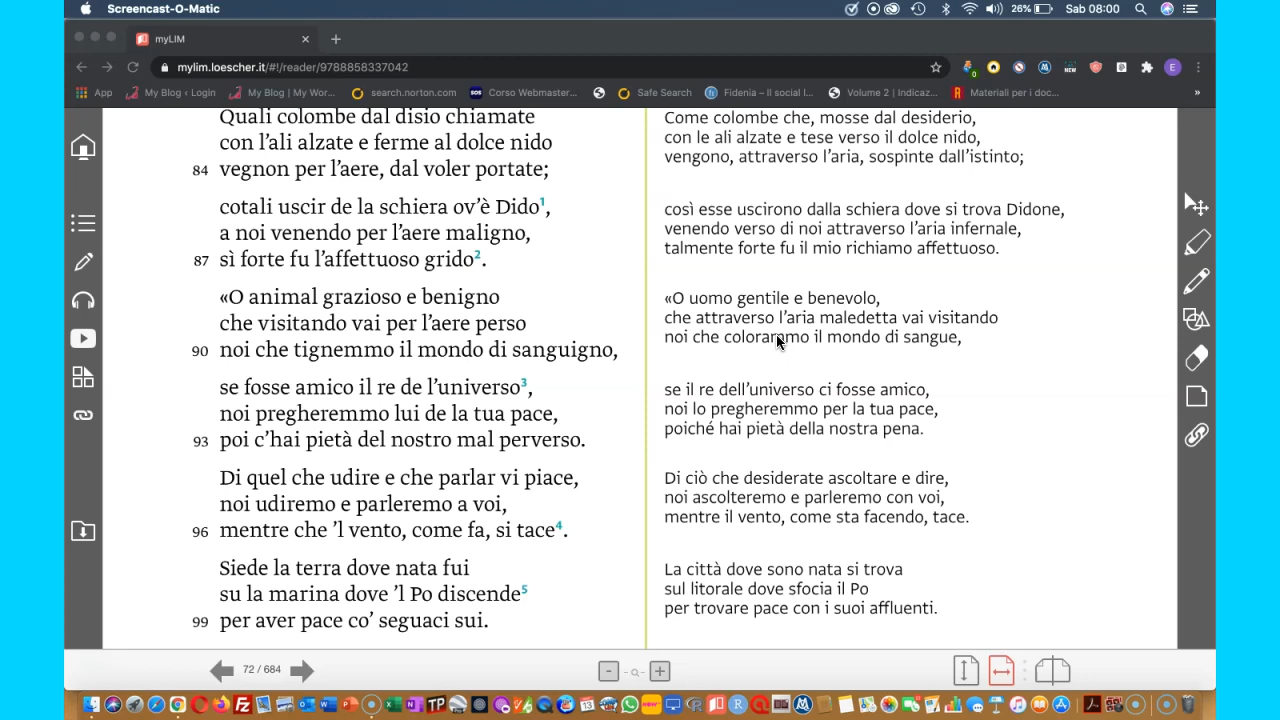 Screencast-O-Matic
26%
Sab 08:00
myLIM
mylim.loescher.it/#!/reader/9788858337042
App
My Blog ‹ Login
My Blog | My Wor...
search.norton.com
SOS Corso Webmaster...
Safe Search
Fidenia – Il social l...
Volume 2 | Indicaz...
Materiali per i doc...
»
Quali colombe dal disio chiamate
con l'ali alzate e ferme al dolce nido
84 vegnon per l'aere, dal voler portate;
cotali uscir de la schiera ov'è Dido1,
a noi venendo per l'aere maligno,
87 sì forte fu l'affettuoso grido2.
«O animal grazioso e benigno
che visitando vai per l'aere perso
90 noi che tignemmo il mondo di sanguigno,
se fosse amico il re de l'universo3,
noi pregheremmo lui de la tua pace,
93 poi c'hai pietà del nostro mal perverso.
Di quel che udire e che parlar vi piace,
noi udiremo e parleremo a voi,
96 mentre che 'l vento, come fa, si tace4.
Siede la terra dove nata fui
su la marina dove 'l Po discende5
99 per aver pace co' seguaci sui.
Come colombe che, mosse dal desiderio,
con le ali alzate e tese verso il dolce nido,
vengono, attraverso l'aria, sospinte dall'istinto;
così esse uscirono dalla schiera dove si trova Didone,
venendo verso di noi attraverso l'aria infernale,
talmente forte fu il mio richiamo affettuoso.
«O uomo gentile e benevolo,
che attraverso l'aria maledetta vai visitando
noi che colorammo il mondo di sangue,
se il re dell'universo ci fosse amico,
noi lo pregheremmo per la tua pace,
poiché hai pietà della nostra pena.
Di ciò che desiderate ascoltare e dire,
noi ascolteremo e parleremo con voi,
mentre il vento, come sta facendo, tace.
La città dove sono nata si trova
sul litorale dove sfocia il Po
per trovare pace con i suoi affluenti.
72 / 684